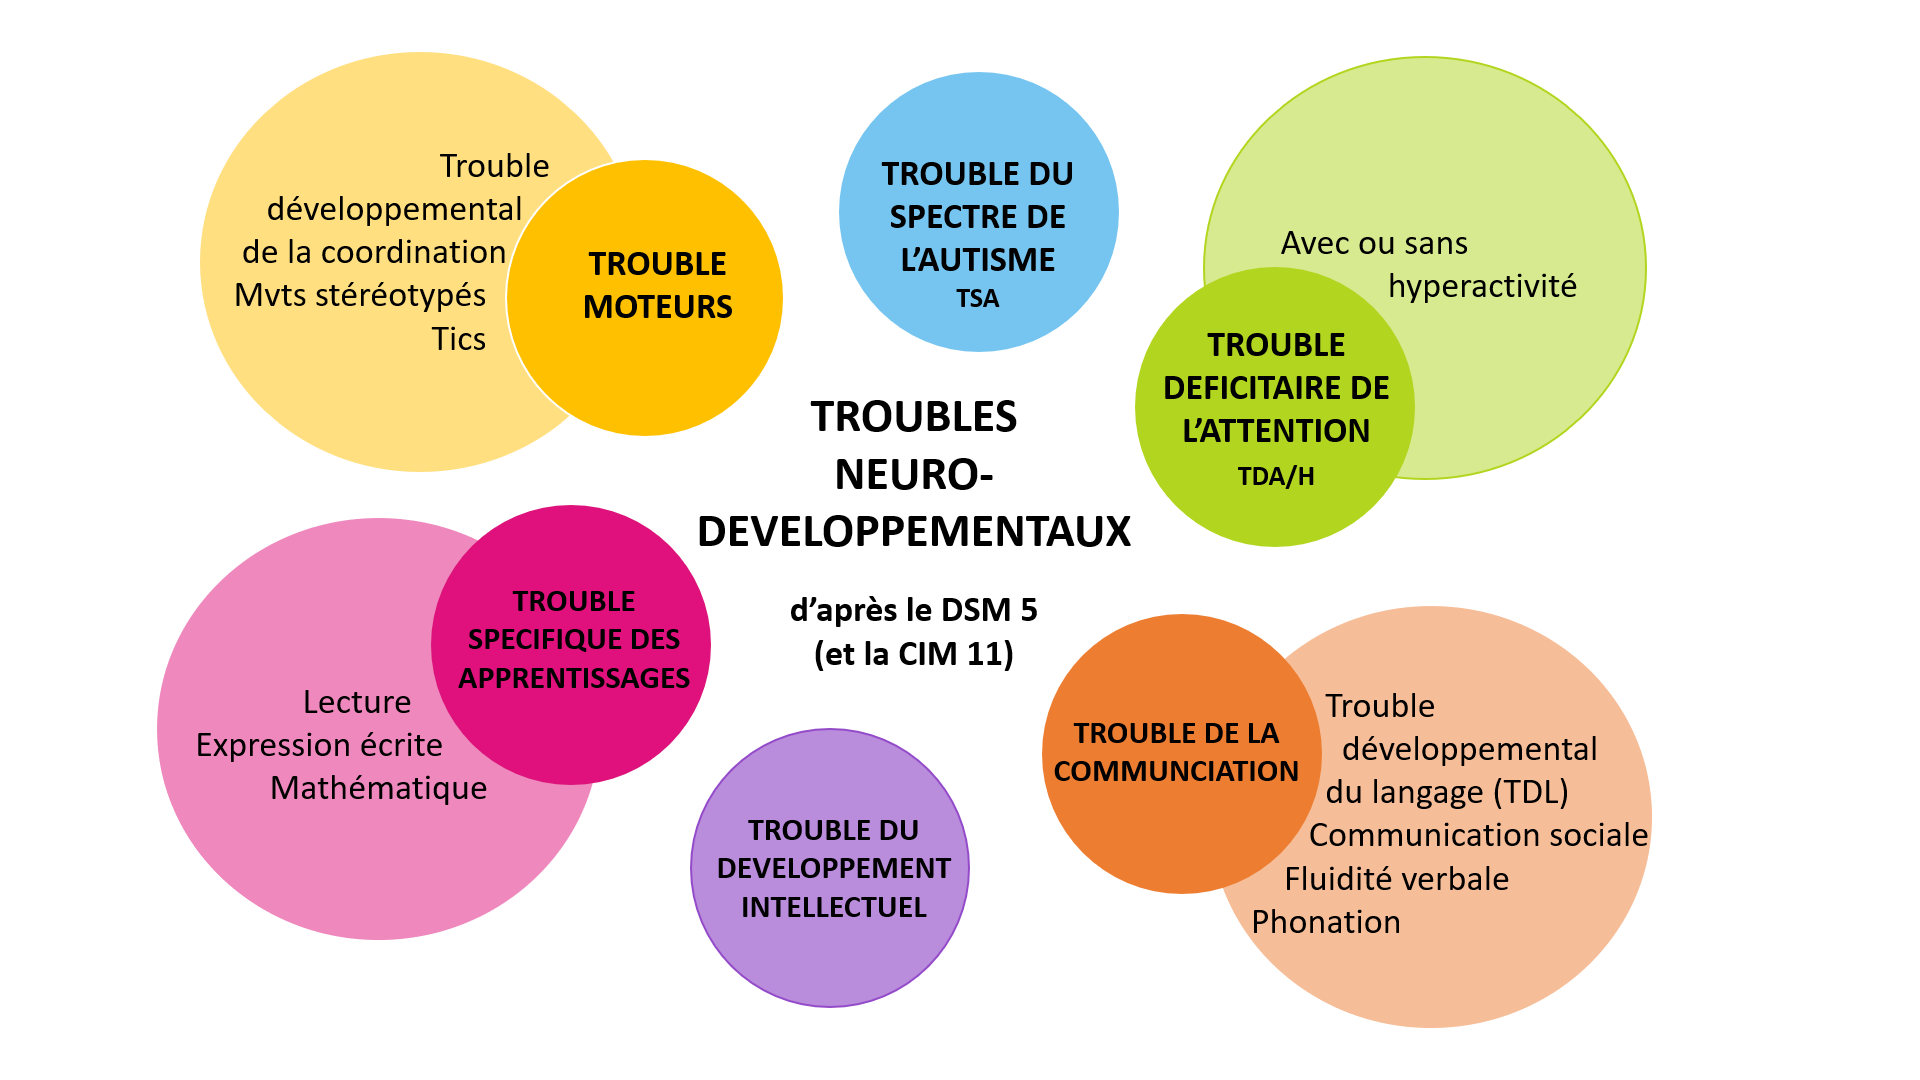 Trouble
développemental
de la coordination
Mvts stéréotypés
Tics
TROUBLE
MOTEURS
TROUBLE DU
SPECTRE DE
L’AUTISME
TSA
Avec ou sans
hyperactivité
TROUBLE
DEFICITAIRE DE
L’ATTENTION
TDA/H
TROUBLES
NEURO-
DEVELOPPEMENTAUX
d’après le DSM 5
(et la CIM 11)
TROUBLE
SPECIFIQUE DES
APPRENTISSAGES
Lecture
Expression écrite
Mathématique
TROUBLE DU
DEVELOPPEMENT
INTELLECTUEL
TROUBLE DE LA
COMMUNCIATION
Trouble
développemental
du langage (TDL)
Communication sociale
Fluidité verbale
Phonation